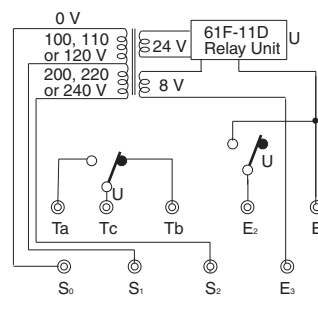 0 V
100, 110
or 120 V
200, 220
or 240 V
24 V
8 V
61F-11D
Relay Unit
U
U
U
Ta
Tc
Tb
E2
S0
S1
S2
E3